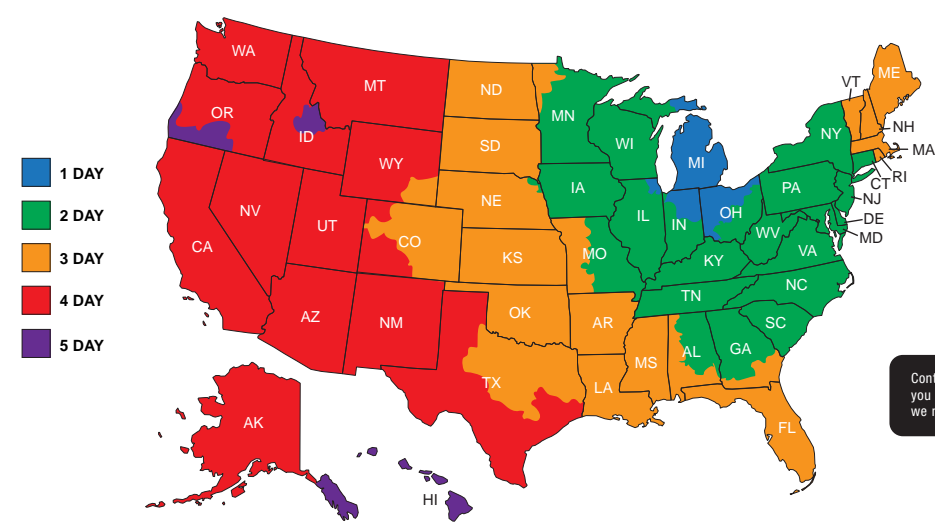 WA
MT
ND
MN
VT
ME
OR
ID
SD
WI
NY
NH
MA
WY
MI
CT
RI
1 DAY
2 DAY
3 DAY
4 DAY
5 DAY
NV
UT
CO
NE
IA
IL
IN
OH
PA
NJ
DE
MD
CA
KS
MO
KY
WV
VA
AZ
NM
OK
AR
TN
NC
SC
TX
LA
MS
AL
GA
FL
AK
HI
Conf
you
we r